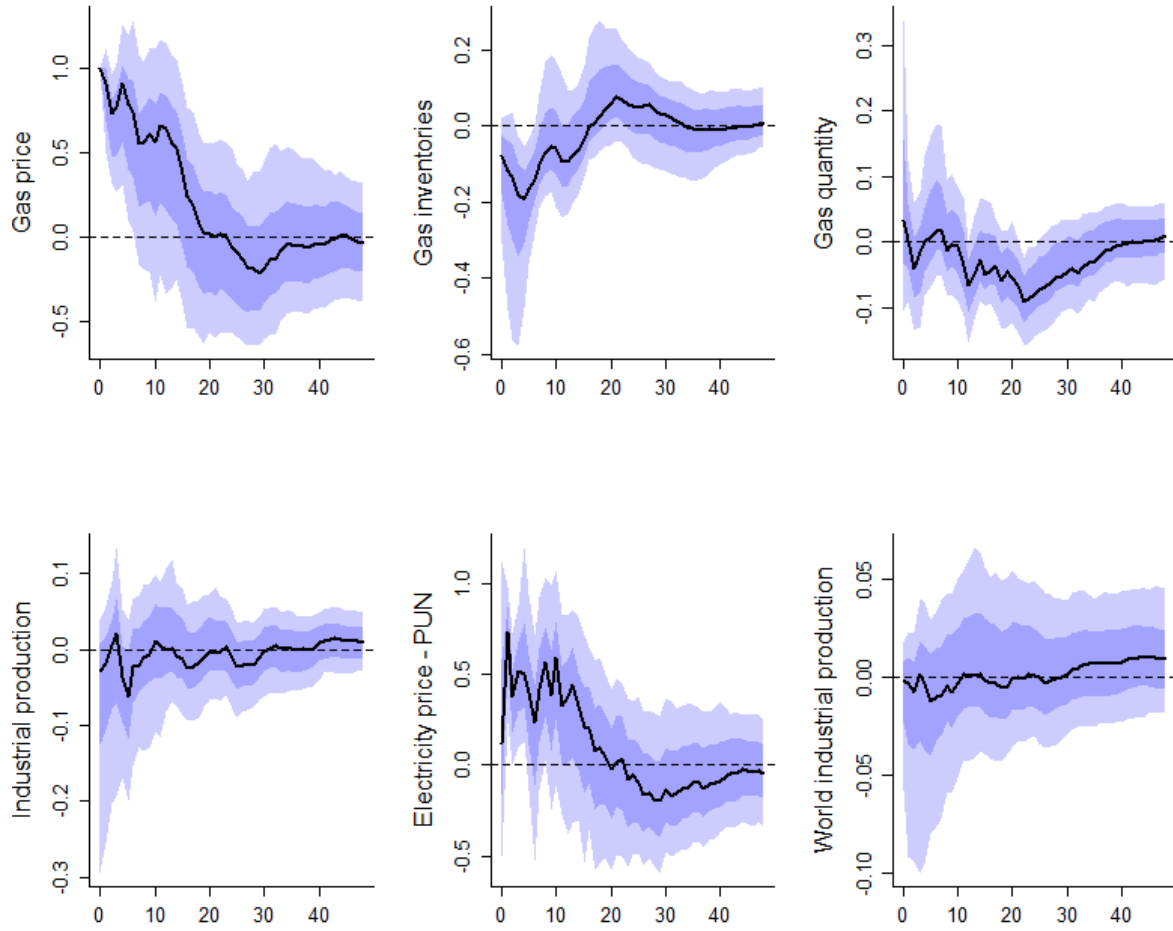 Gas price
1.0
0.5
0.0
-0.5
0 10 20 30 40
Gas inventories
0.2
0.0
-0.2
-0.4
-0.6
0 10 20 30 40
Gas quantity
0.3
0.2
0.1
0.0
-0.1
0 10 20 30 40
Industrial production
0.1
0.0
-0.1
-0.2
-0.3
0 10 20 30 40
Electricity price - PUN
1.0
0.5
0.0
-0.5
0 10 20 30 40
World industrial production
0.05
0.00
-0.05
-0.10
0 10 20 30 40